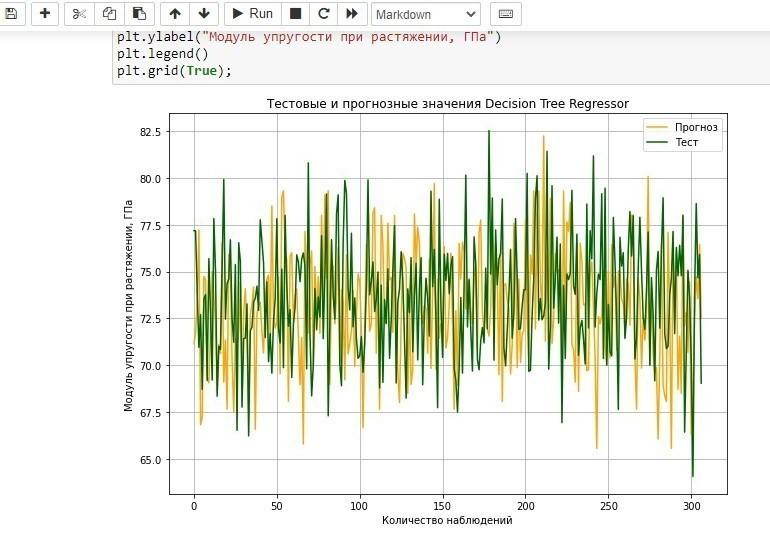 Run
Markdown
plt.ylabel("Модуль упругости при растяжении, ГПа")
plt.legend()
plt.grid(True);
Тестовые и прогнозные значения Decision Tree Regressor
Прогноз
Тест
82.5
80.0
77.5
75.0
72.5
70.0
67.5
65.0
Модуль упругости при растяжении, ГПа
0
50
100
150
200
250
300
Количество наблюдений